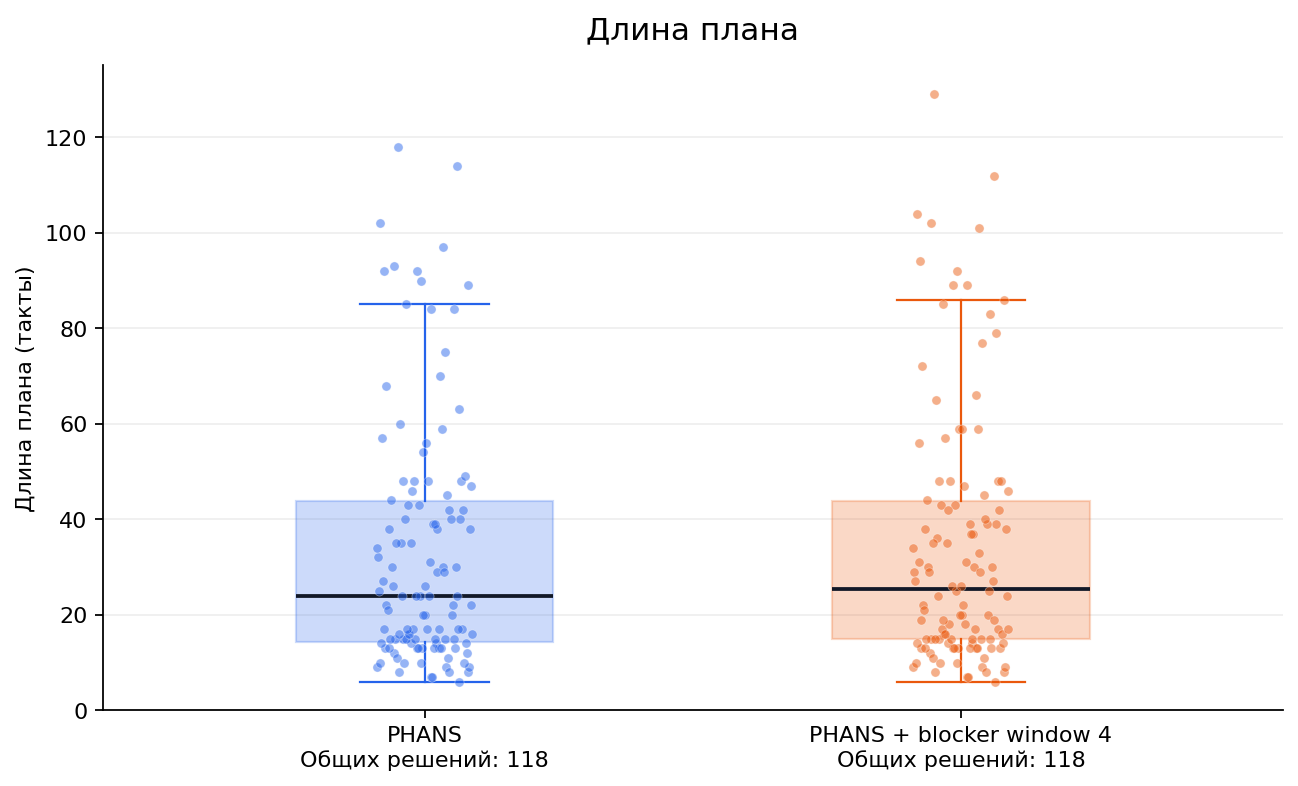 Длина плана
Длина плана (такты)
120
100
80
60
40
20
0
PHANS
Общих решений: 118
PHANS + blocker window 4
Общих решений: 118